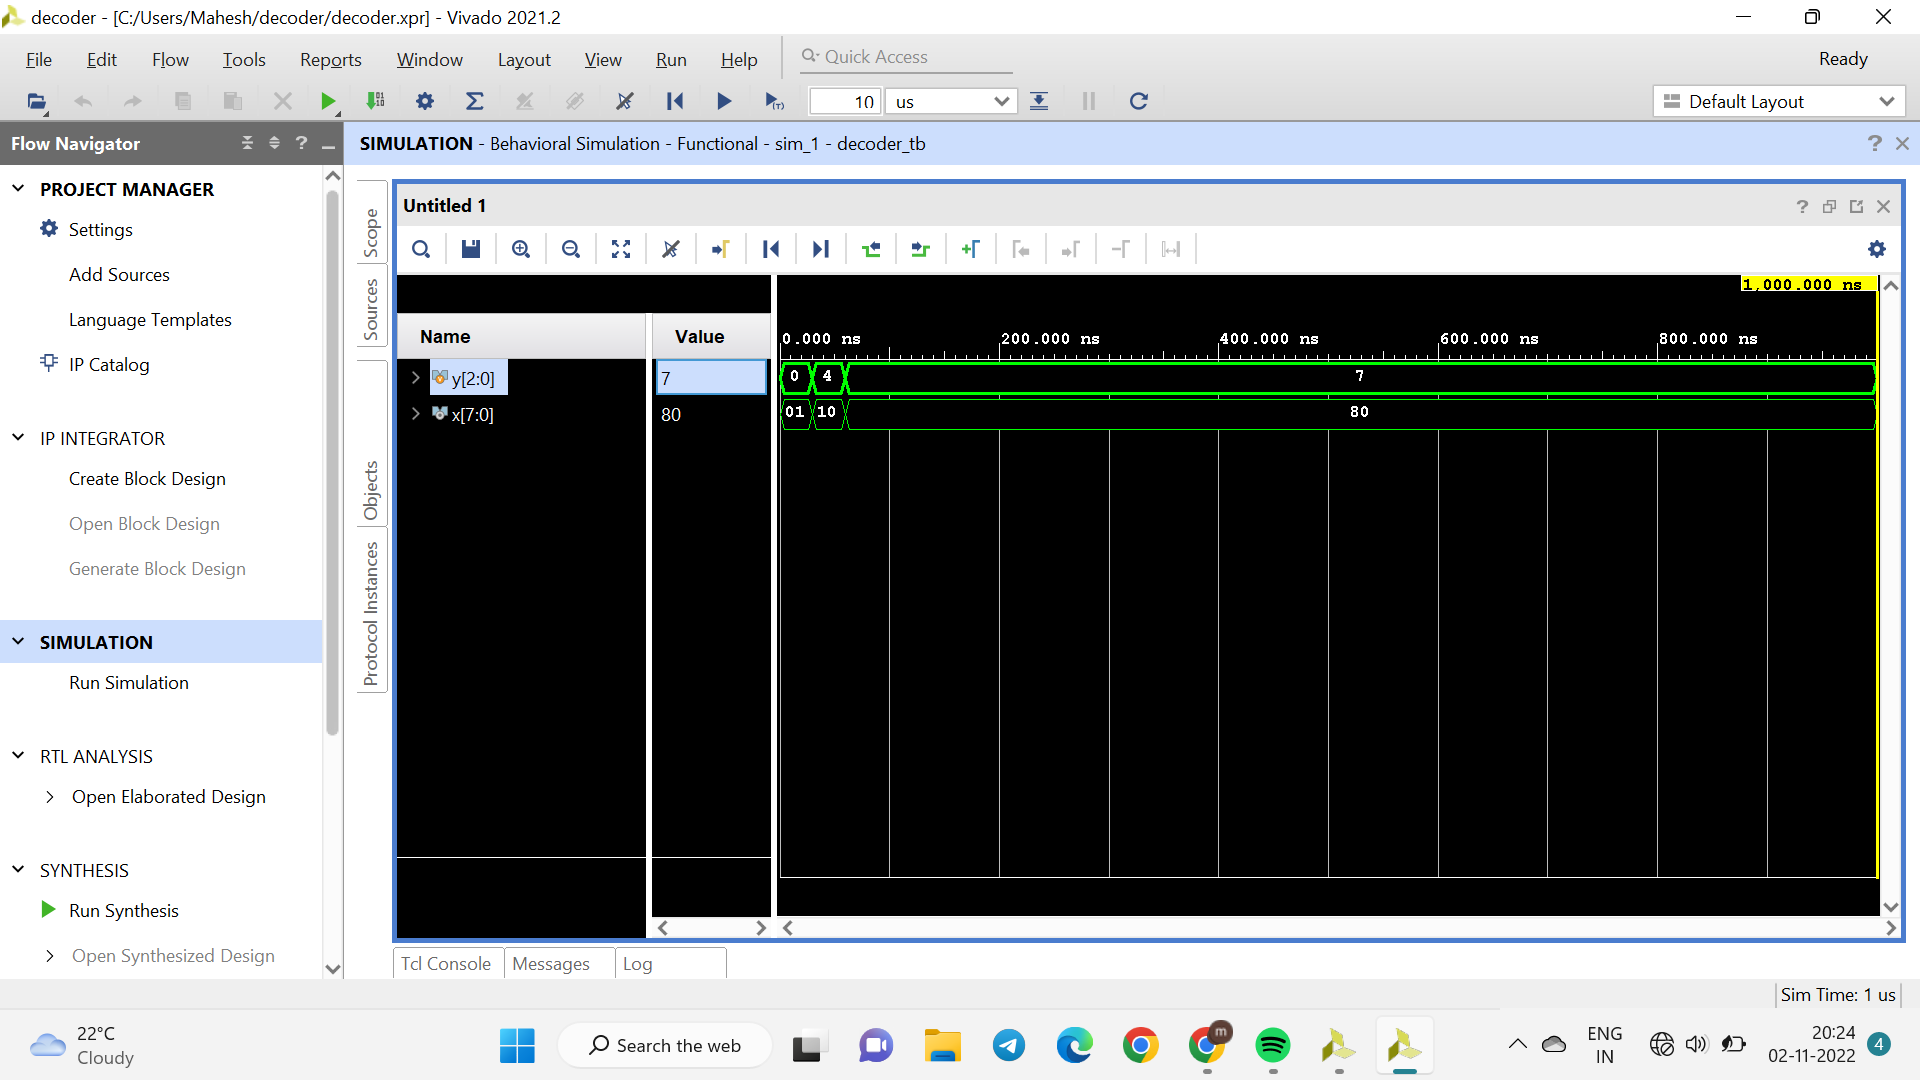 decoder - [C:/Users/Mahesh/decoder/decoder.xpr] - Vivado 2021.2
File Edit Flow Tools Reports Window Layout View Run Help Quick Access Ready
10 us Default Layout
Flow Navigator
SIMULATION - Behavioral Simulation - Functional - sim_1 - decoder_tb
PROJECT MANAGER
Settings
Add Sources
Language Templates
IP Catalog
IP INTEGRATOR
Create Block Design
Open Block Design
Generate Block Design
SIMULATION
Run Simulation
RTL ANALYSIS
Open Elaborated Design
SYNTHESIS
Run Synthesis
Open Synthesized Design
Scope
Sources
Objects
Protocol Instances
Untitled 1
1,000.000 ns
Name Value
0.000 ns 200.000 ns 400.000 ns 600.000 ns 800.000 ns
y[2:0] 7 0 4 7
x[7:0] 80 01 10 80
Tcl Console Messages Log
Sim Time: 1 us
22°C
Cloudy
Search the web
m
ENG
IN
20:24
02-11-2022
4